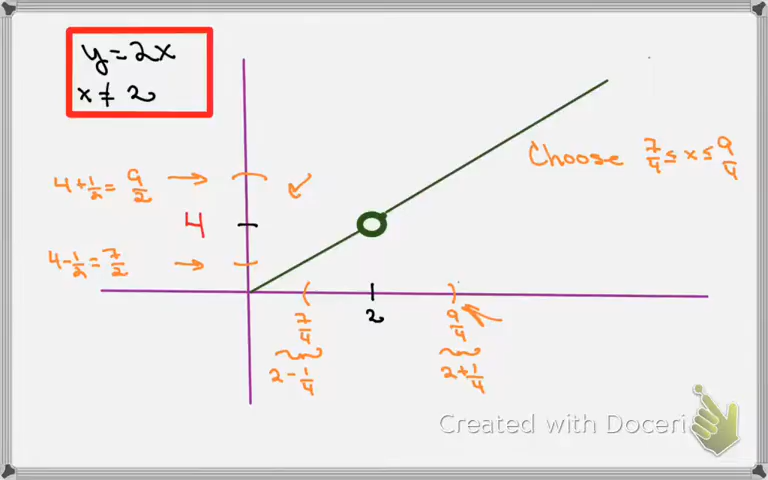 y=2x
x≠2
Choose 7/4 ≤ x ≤ 9/4
4+1/2= 9/2
4
4-1/2=7/2
7/4
2
9/4
2-1/4
2+1/4
Created with Doceri